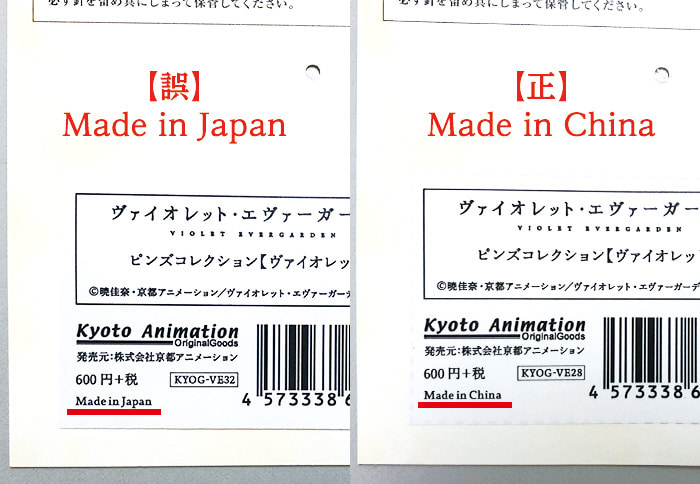 必ず針を留め具にしまって保管してください。
【誤】
Made in Japan
ヴァイオレット・エヴァーガー
VIOLET EVERGARDEN
ピンズコレクション【ヴァイオレッ
©暁佳奈・京都アニメーション/ヴァイオレット・エヴァーガーデ
Kyoto Animation
OriginalGoods
発売元:株式会社京都アニメーション
600円+税
KYOG-VE32
Made in Japan
4 573338 6
必ず針を留め具にしまって保管してください。
【正】
Made in China
ヴァイオレット・エヴァーガー
VIOLET EVERGARDEN
ピンズコレクション【ヴァイオレッ
©暁佳奈・京都アニメーション/ヴァイオレット・エヴァーガーデ
Kyoto Animation
OriginalGoods
発売元:株式会社京都アニメーション
600円+税
KYOG-VE28
Made in China
4 573338 6